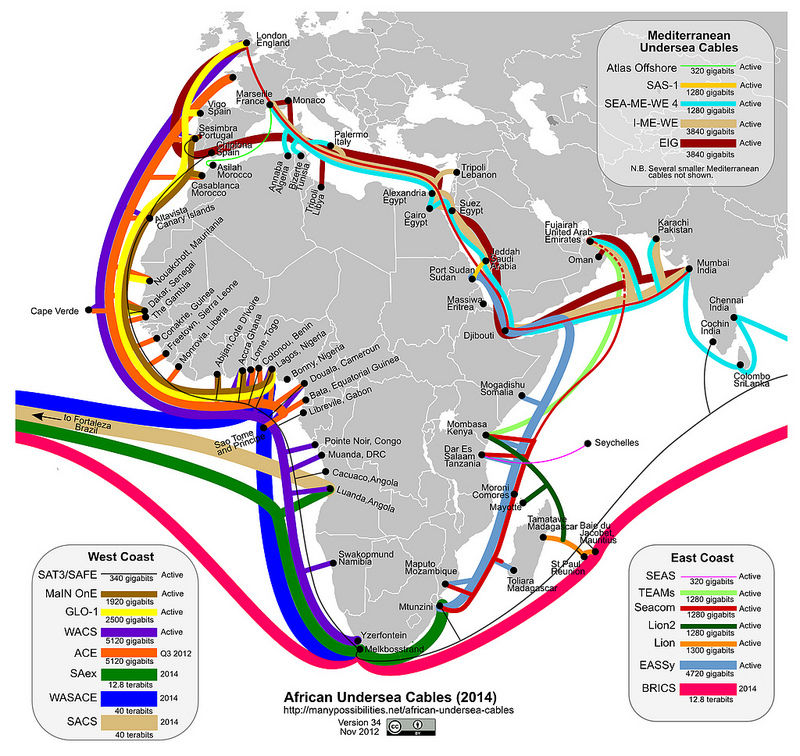 London
England
Vigo
Spain
Sesimbra
Portugal
Chipiona
Spain
Asilah
Morocco
Casablanca
Morocco
Altavista
Canary Islands
Marseille
France
Monaco
Palermo
Italy
Annaba
Algeria
Bizerte
Tunisia
Tripoli
Libya
Tripoli
Lebanon
Alexandria
Egypt
Cairo
Egypt
Suez
Egypt
Jeddah
Saudi
Arabia
Port Sudan
Sudan
Massiwa
Eritrea
Djibouti
Fujairah
United Arab
Emirates
Oman
Karachi
Pakistan
Mumbai
India
Chennai
India
Cochin
India
Colombo
SriLanka
Nouakchott, Mauritania
Dakar, Senegal
The Gambia
Cape Verde
Conakrie, Guinea
Freetown, Sierra Leone
Monrovia, Liberia
Abijan,Cote D'Ivoire
Accra,Ghana
Lome,Togo
Cotonou, Benin
Lagos, Nigeria
Bonny, Nigeria
Douala, Cameroun
Bata, Equatorial Guinea
Libreville, Gabon
Sao Tome
and Principe
to Fortaleza
Brazil
Pointe Noir, Congo
Muanda, DRC
Cacuaco,Angola
Luanda,Angola
Swakopmund
Namibia
Yzerfontein
Melkbosstrand
Mtunzini
Maputo
Mozambique
Toliara
Madagascar
Mogadishu
Somalia
Mombasa
Kenya
Dar Es
Salaam
Tanzania
Seychelles
Moroni
Comores
Mayotte
Tamatave
Madagascar
Baie du
Jacobet,
Mauritius
St Paul
Reunion
Mediterranean
Undersea Cables
Atlas Offshore 320 gigabits Active
SAS-1 1280 gigabits Active
SEA-ME-WE 4 1280 gigabits Active
I-ME-WE 3840 gigabits Active
EIG 3840 gigabits Active
N.B. Several smaller Mediterranean
cables not shown.
West Coast
SAT3/SAFE 340 gigabits Active
MaIN OnE 1920 gigabits Active
GLO-1 2500 gigabits Active
WACS 5120 gigabits Active
ACE 5120 gigabits Q3 2012
SAex 12.8 terabits 2014
WASACE 40 terabits 2014
SACS 40 terabits 2014
East Coast
SEAS 320 gigabits Active
TEAMs 1280 gigabits Active
Seacom 1280 gigabits Active
Lion2 1280 gigabits Active
Lion 1300 gigabits Active
EASSy 4720 gigabits Active
BRICS 12.8 terabits 2014
African Undersea Cables (2014)
http://manypossibilities.net/african-undersea-cables
Version 34
Nov 2012
cc
BY